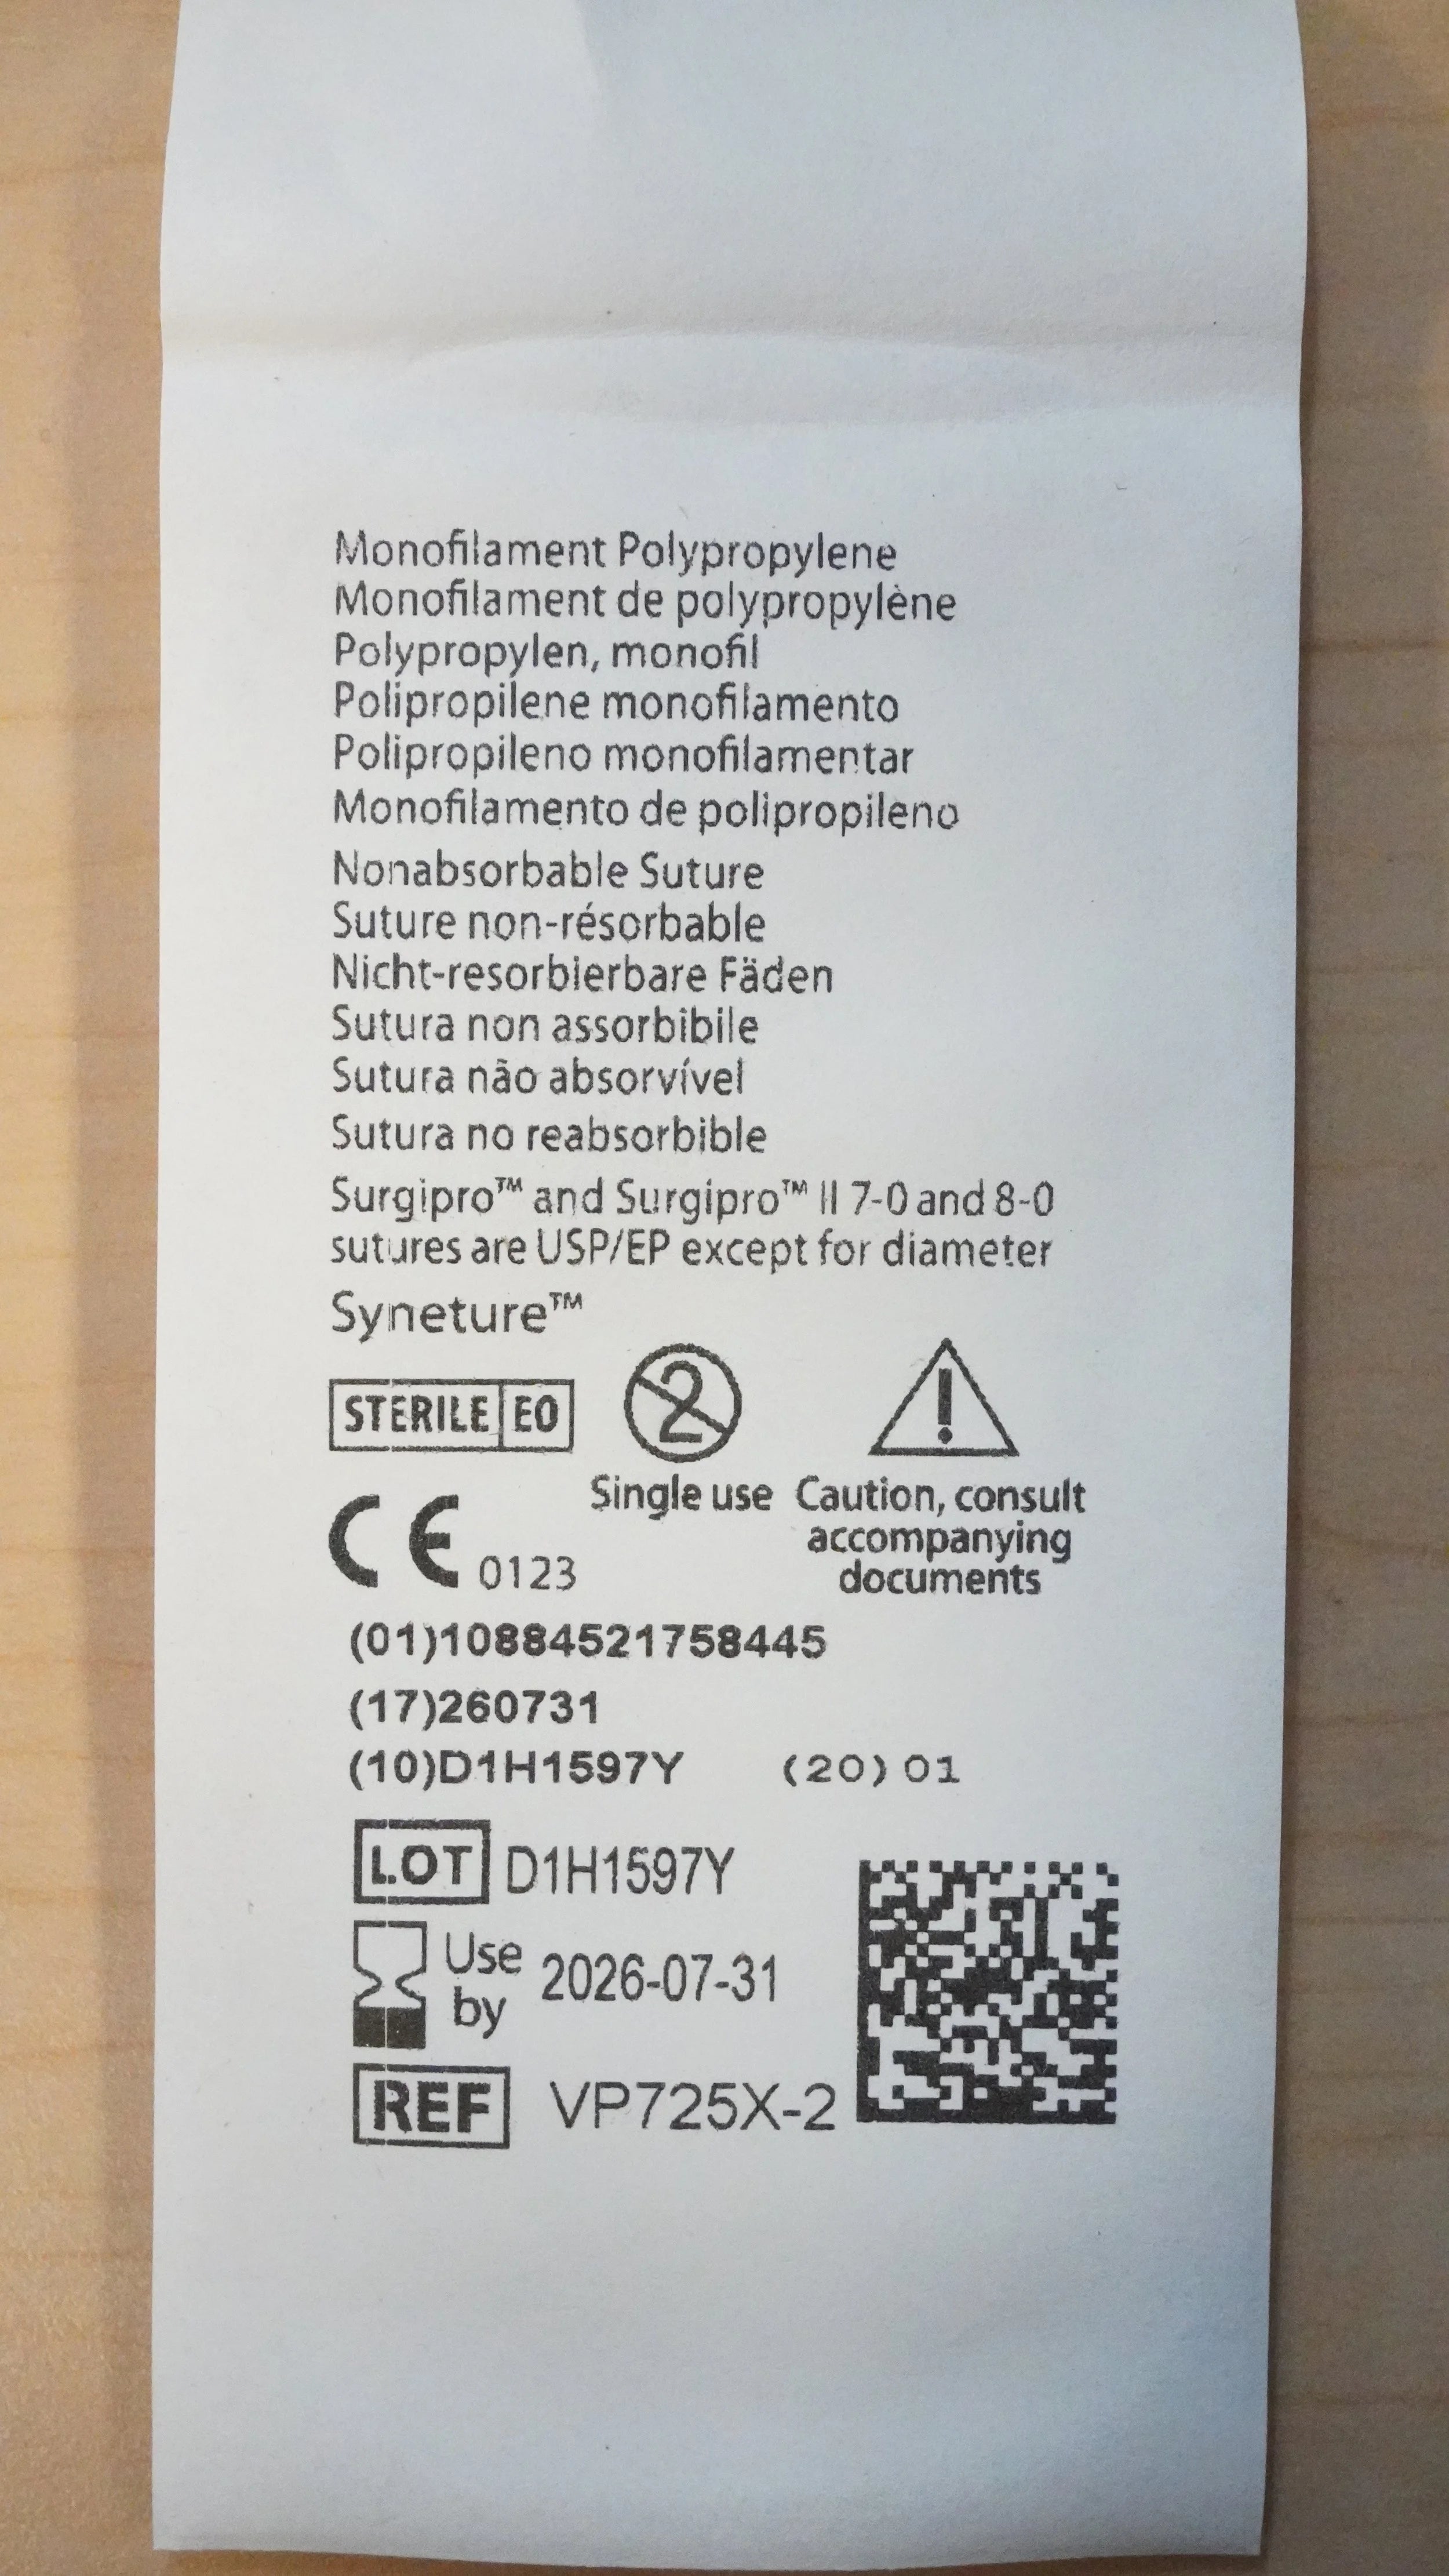 Monofilament Polypropylene
Monofilament de polypropylène
Polypropylen, monofil
Polipropilene monofilamento
Polipropileno monofilamentar
Monofilamento de polipropileno
Nonabsorbable Suture
Suture non-résorbable
Nicht-resorbierbare Fäden
Sutura non assorbibile
Sutura não absorvível
Sutura no reabsorbible
Surgipro™ and Surgipro™ II 7-0 and 8-0
sutures are USP/EP except for diameter
Syneture™
STERILE EO
2
!
Single use
Caution, consult
accompanying
documents
CE 0123
(01)10884521758445
(17)260731
(10)D1H1597Y (20)01
LOT D1H1597Y
Use by 2026-07-31
REF VP725X-2